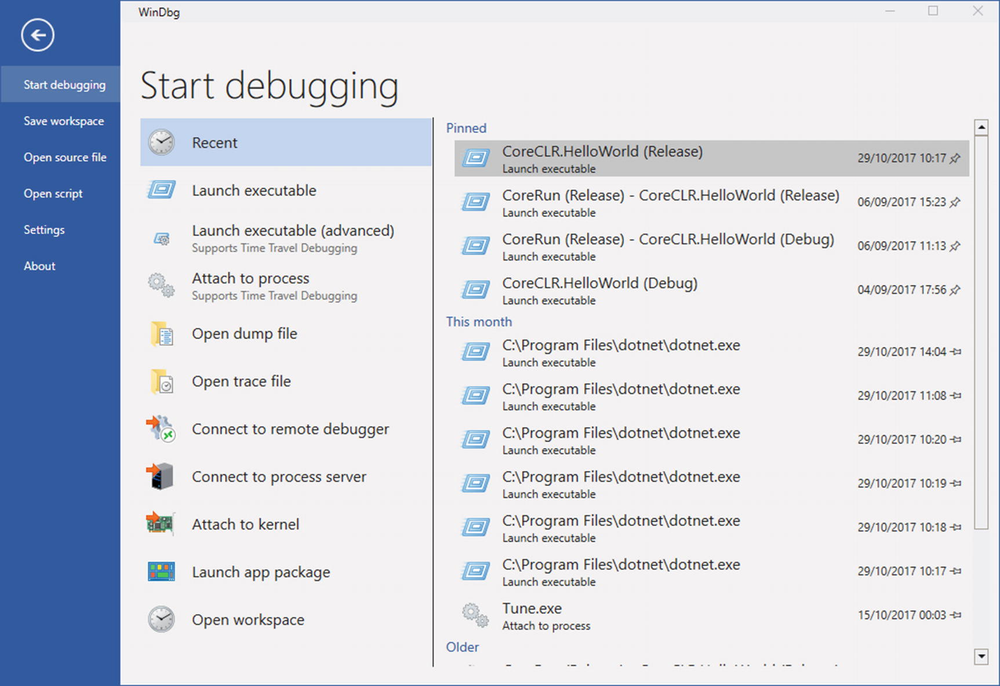 WinDbg
Start debugging
Save workspace
Open source file
Open script
Settings
About
Start debugging
Recent
Launch executable
Launch executable (advanced)
Supports Time Travel Debugging
Attach to process
Supports Time Travel Debugging
Open dump file
Open trace file
Connect to remote debugger
Connect to process server
Attach to kernel
Launch app package
Open workspace
Pinned
CoreCLR.HelloWorld (Release)
Launch executable
29/10/2017 10:17
CoreRun (Release) - CoreCLR.HelloWorld (Release)
Launch executable
06/09/2017 15:23
CoreRun (Release) - CoreCLR.HelloWorld (Debug)
Launch executable
06/09/2017 11:13
CoreCLR.HelloWorld (Debug)
Launch executable
04/09/2017 17:56
This month
C:\Program Files\dotnet\dotnet.exe
Launch executable
29/10/2017 14:04
C:\Program Files\dotnet\dotnet.exe
Launch executable
29/10/2017 11:08
C:\Program Files\dotnet\dotnet.exe
Launch executable
29/10/2017 10:20
C:\Program Files\dotnet\dotnet.exe
Launch executable
29/10/2017 10:19
C:\Program Files\dotnet\dotnet.exe
Launch executable
29/10/2017 10:18
C:\Program Files\dotnet\dotnet.exe
Launch executable
29/10/2017 10:17
Tune.exe
Attach to process
15/10/2017 00:03
Older